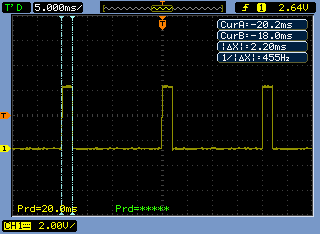 T'D 5.000ms/ T f 1 2.64V
CurA:-20.2ms
CurB:-18.0ms
|ΔX|:2.20ms
1/|ΔX|:455Hz
T
1
Prd=20.0ms Prd=*****
CH1 2.00V/